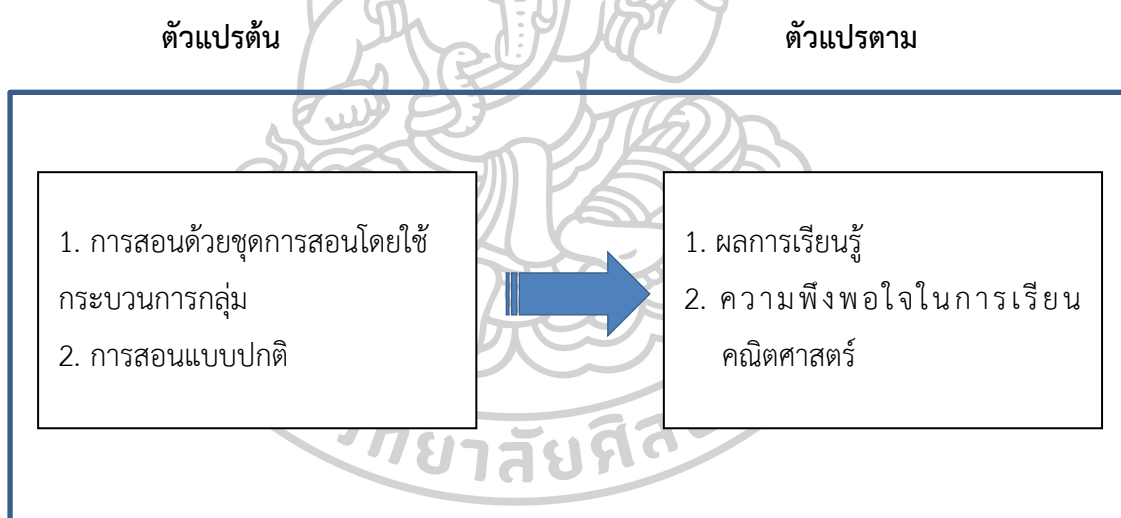 ตัวแปรต้น
ตัวแปรตาม
1. การสอนด้วยชุดการสอนโดยใช้
กระบวนการกลุ่ม
2. การสอนแบบปกติ
1. ผลการเรียนรู้
2. ความพึงพอใจในการเรียน
คณิตศาสตร์